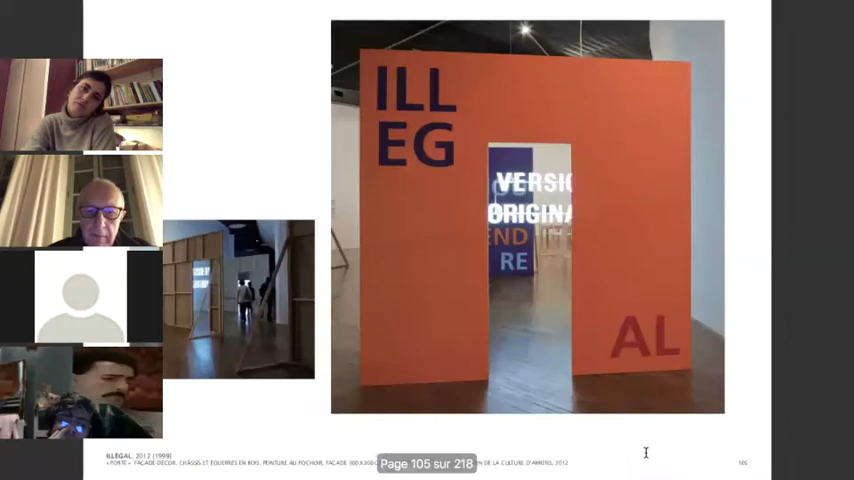 ILL
EG
VERSIO
ORIGINA
END
RE
AL
ILLÉGAL, 2012 [1999]
« PORTE ». FAÇADE-DÉCOR, CHÂSSIS ET ÉQUERRES EN BOIS. PEINTURE AU POCHOIR, FAÇADE 300 X 300
N DE LA CULTURE D'AMIENS, 2012
Page 105 sur 218
105